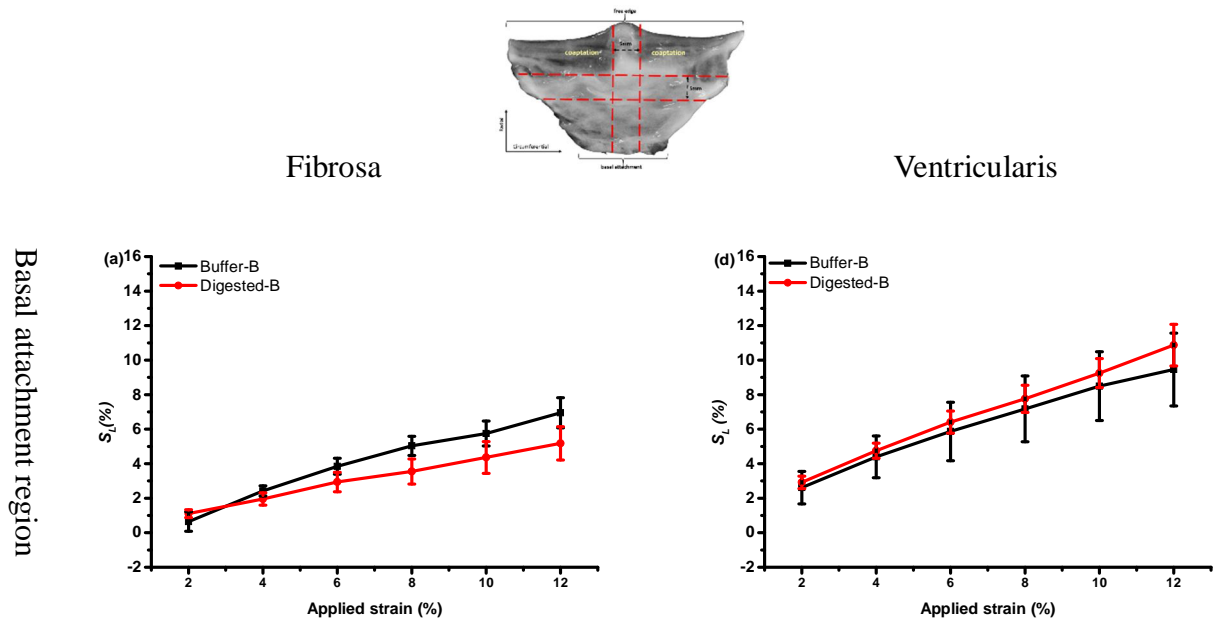 free edge
5mm
coaptation
coaptation
5mm
Radial
Circumferential
basal attachment
Fibrosa
Ventricularis
Basal attachment region
(a)
Buffer-B
Digested-B
16
14
12
10
8
6
4
2
0
-2
S_L(%)
2 4 6 8 10 12
Applied strain (%)
(d)
Buffer-B
Digested-B
16
14
12
10
8
6
4
2
0
-2
S_L(%)
2 4 6 8 10 12
Applied strain (%)